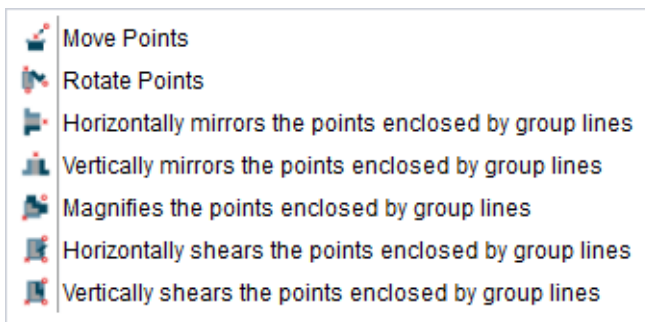 Move Points
Rotate Points
Horizontally mirrors the points enclosed by group lines
Vertically mirrors the points enclosed by group lines
Magnifies the points enclosed by group lines
Horizontally shears the points enclosed by group lines
Vertically shears the points enclosed by group lines